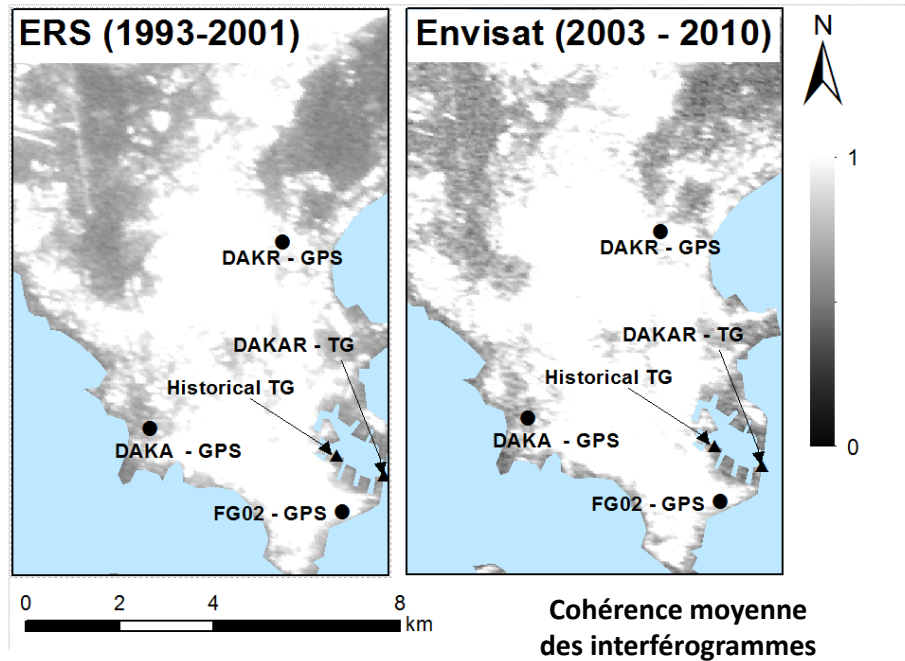 ERS (1993-2001)
Envisat (2003 - 2010)
N
1
0
DAKR - GPS
DAKAR - TG
Historical TG
DAKA - GPS
FG02 - GPS
DAKR - GPS
DAKAR - TG
Historical TG
DAKA - GPS
FG02 - GPS
0 2 4 8
km
Cohérence moyenne
des interférogrammes